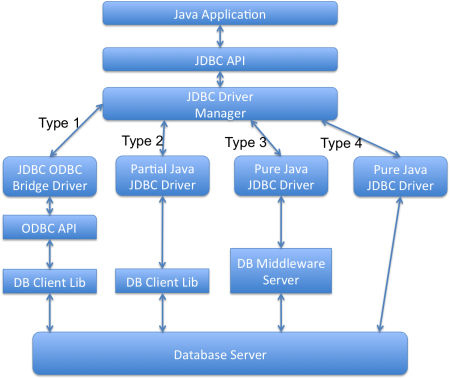 Java Application
JDBC API
JDBC Driver
Manager
Type 1
Type 2
Type 3
Type 4
JDBC ODBC
Bridge Driver
Partial Java
JDBC Driver
Pure Java
JDBC Driver
Pure Java
JDBC Driver
ODBC API
DB Client Lib
DB Client Lib
DB Middleware
Server
Database Server